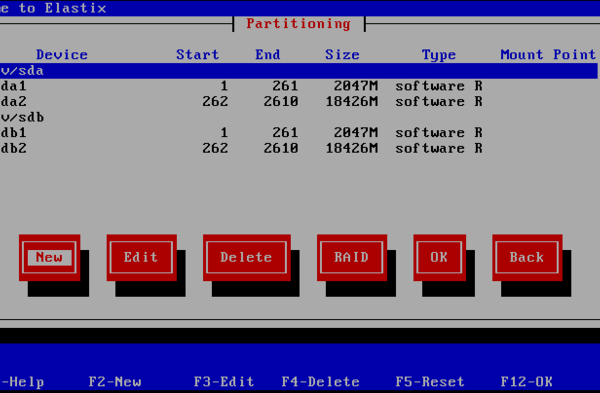 e to Elastix
Partitioning
Device Start End Size Type Mount Point
v/sda
da1 1 261 2047M software R
da2 262 2610 18426M software R
v/sdb
db1 1 261 2047M software R
db2 262 2610 18426M software R
New Edit Delete RAID OK Back
-Help F2-New F3-Edit F4-Delete F5-Reset F12-OK